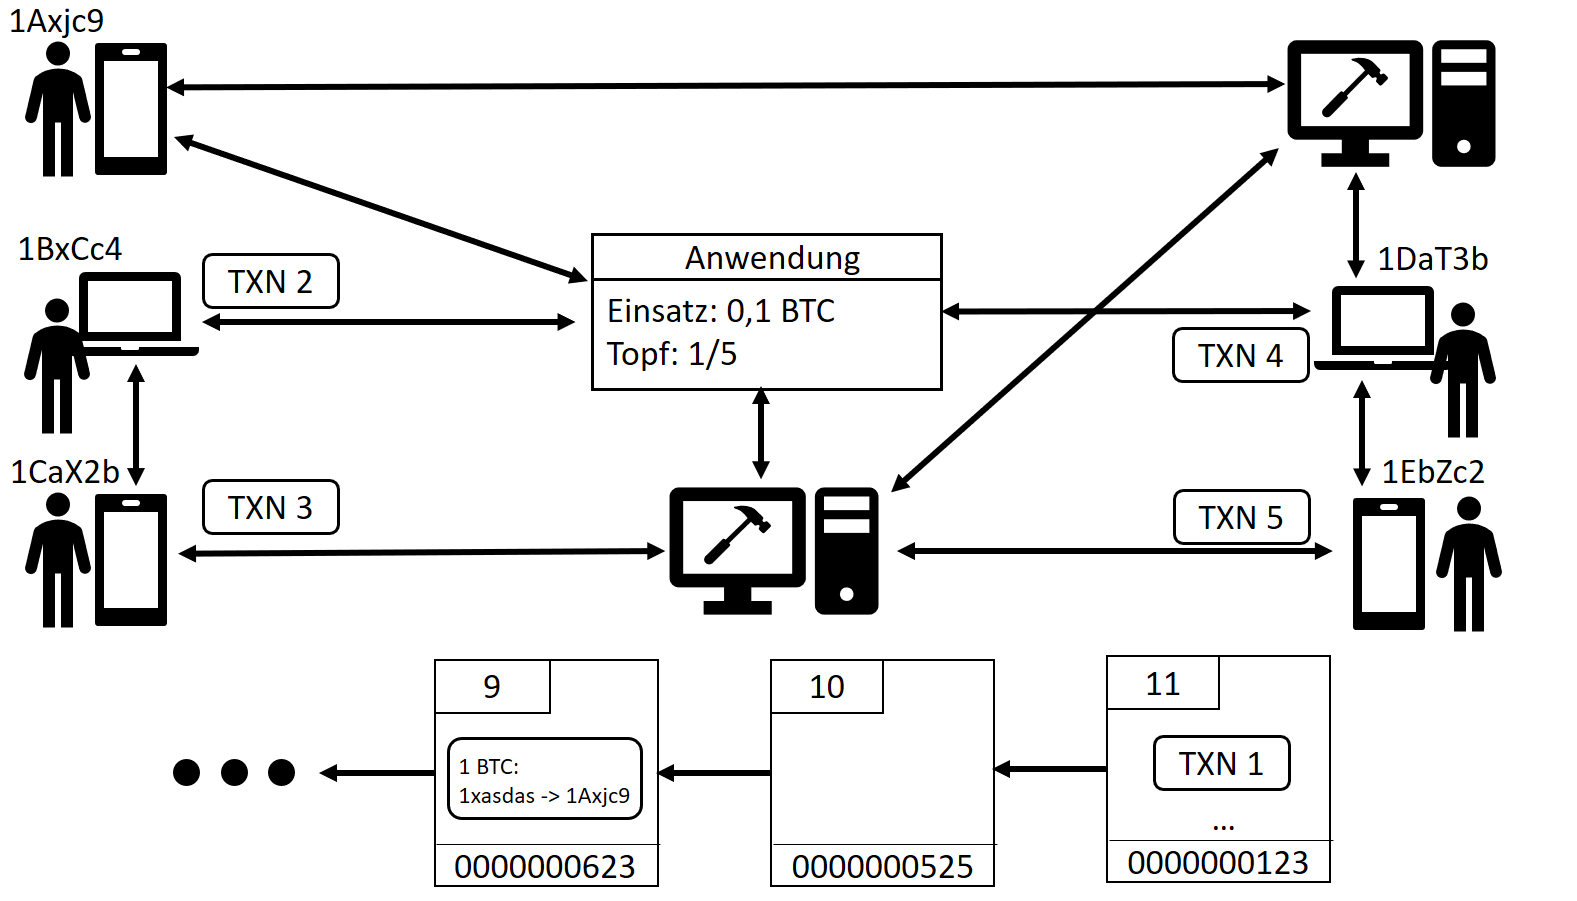 1Axjc9
1BxCc4
TXN 2
Anwendung
Einsatz: 0,1 BTC
Topf: 1/5
1DaT3b
TXN 4
1CaX2b
TXN 3
1EbZc2
TXN 5
9
1 BTC:
1xasdas -> 1Axjc9
0000000623
10
0000000525
11
TXN 1
...
0000000123